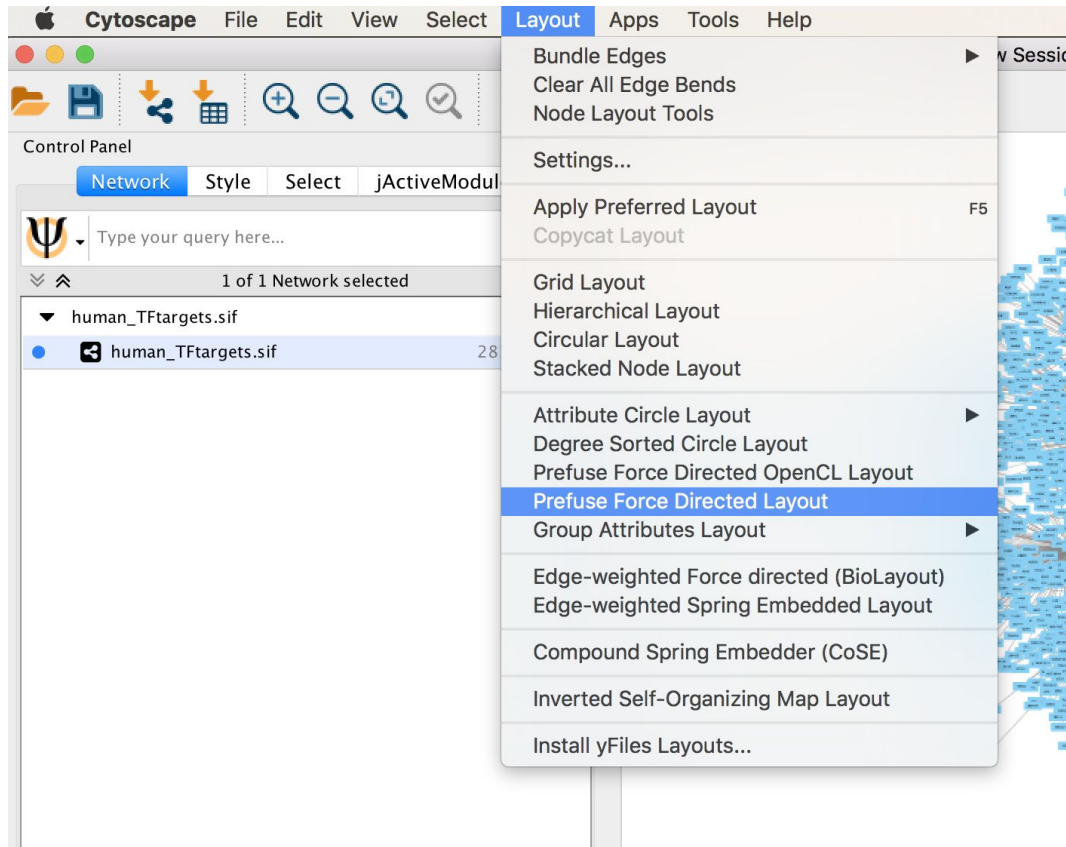 Cytoscape File Edit View Select Layout Apps Tools Help
Control Panel
Network Style Select
Type your query here...
1 of 1 Network selected
human_TFtargets.sif
human_TFtargets.sif 28
Bundle Edges
Clear All Edge Bends
Node Layout Tools
Settings...
Apply Preferred Layout F5
Copycat Layout
Grid Layout
Hierarchical Layout
Circular Layout
Stacked Node Layout
Attribute Circle Layout
Degree Sorted Circle Layout
Prefuse Force Directed OpenCL Layout
Prefuse Force Directed Layout
Group Attributes Layout
Edge-weighted Force directed (BioLayout)
Edge-weighted Spring Embedded Layout
Compound Spring Embedder (CoSE)
Inverted Self-Organizing Map Layout
Install yFiles Layouts...